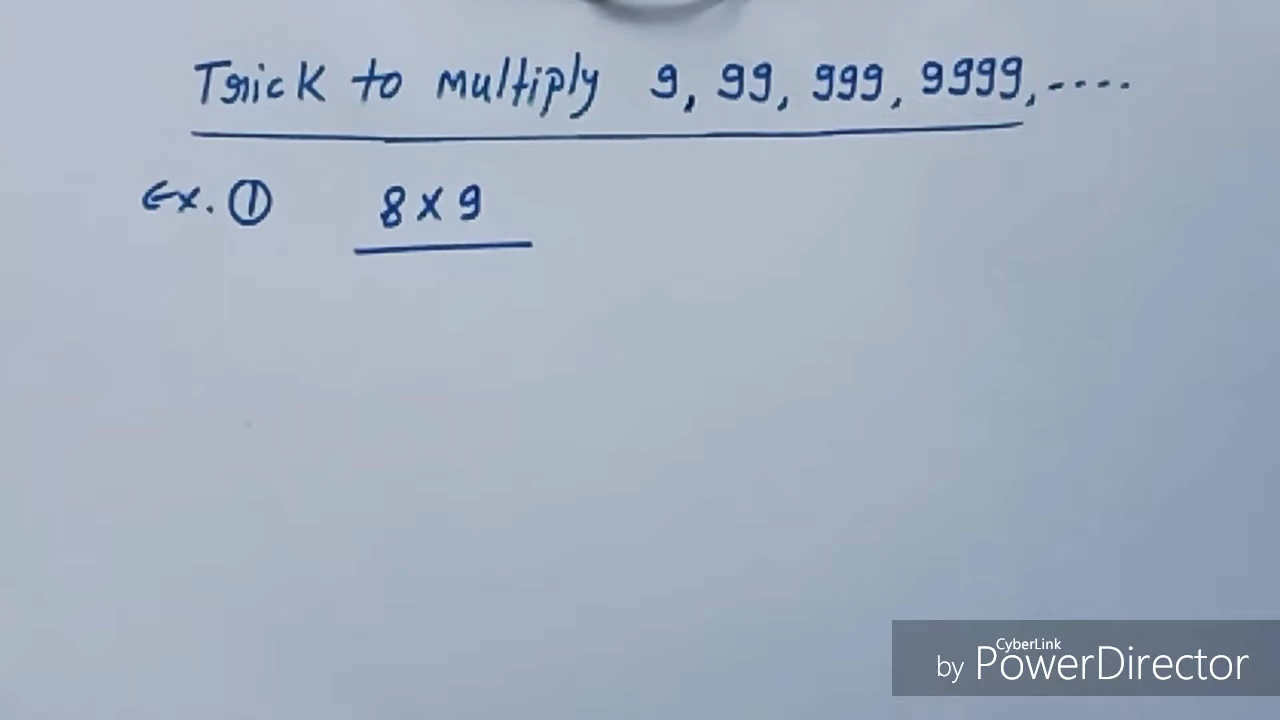 Trick to multiply 9, 99, 999, 9999, ....
Ex. ① 8 x 9
CyberLink
by PowerDirector